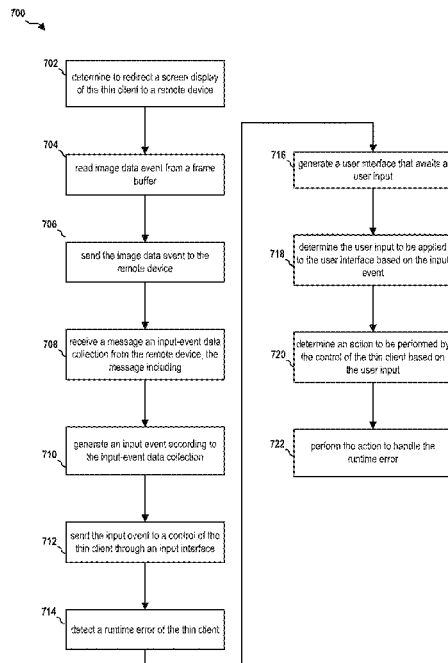 700
702
determine to redirect a screen display
of the thin client to a remote device
704
read image data event from a frame
buffer
706
send the image data event to the
remote device
708
receive a message an input-event data
collection from the remote device, the
message including
710
generate an input event according to
the input-event data collection
712
send the input event to a control of the
thin client through an input interface
714
detect a runtime error of the thin client
716
generate a user interface that awaits a
user input
718
determine the user input to be applied
to the user interface based on the input
event
720
determine an action to be performed by
the control of the thin client based on
the user input
722
perform the action to handle the
runtime error